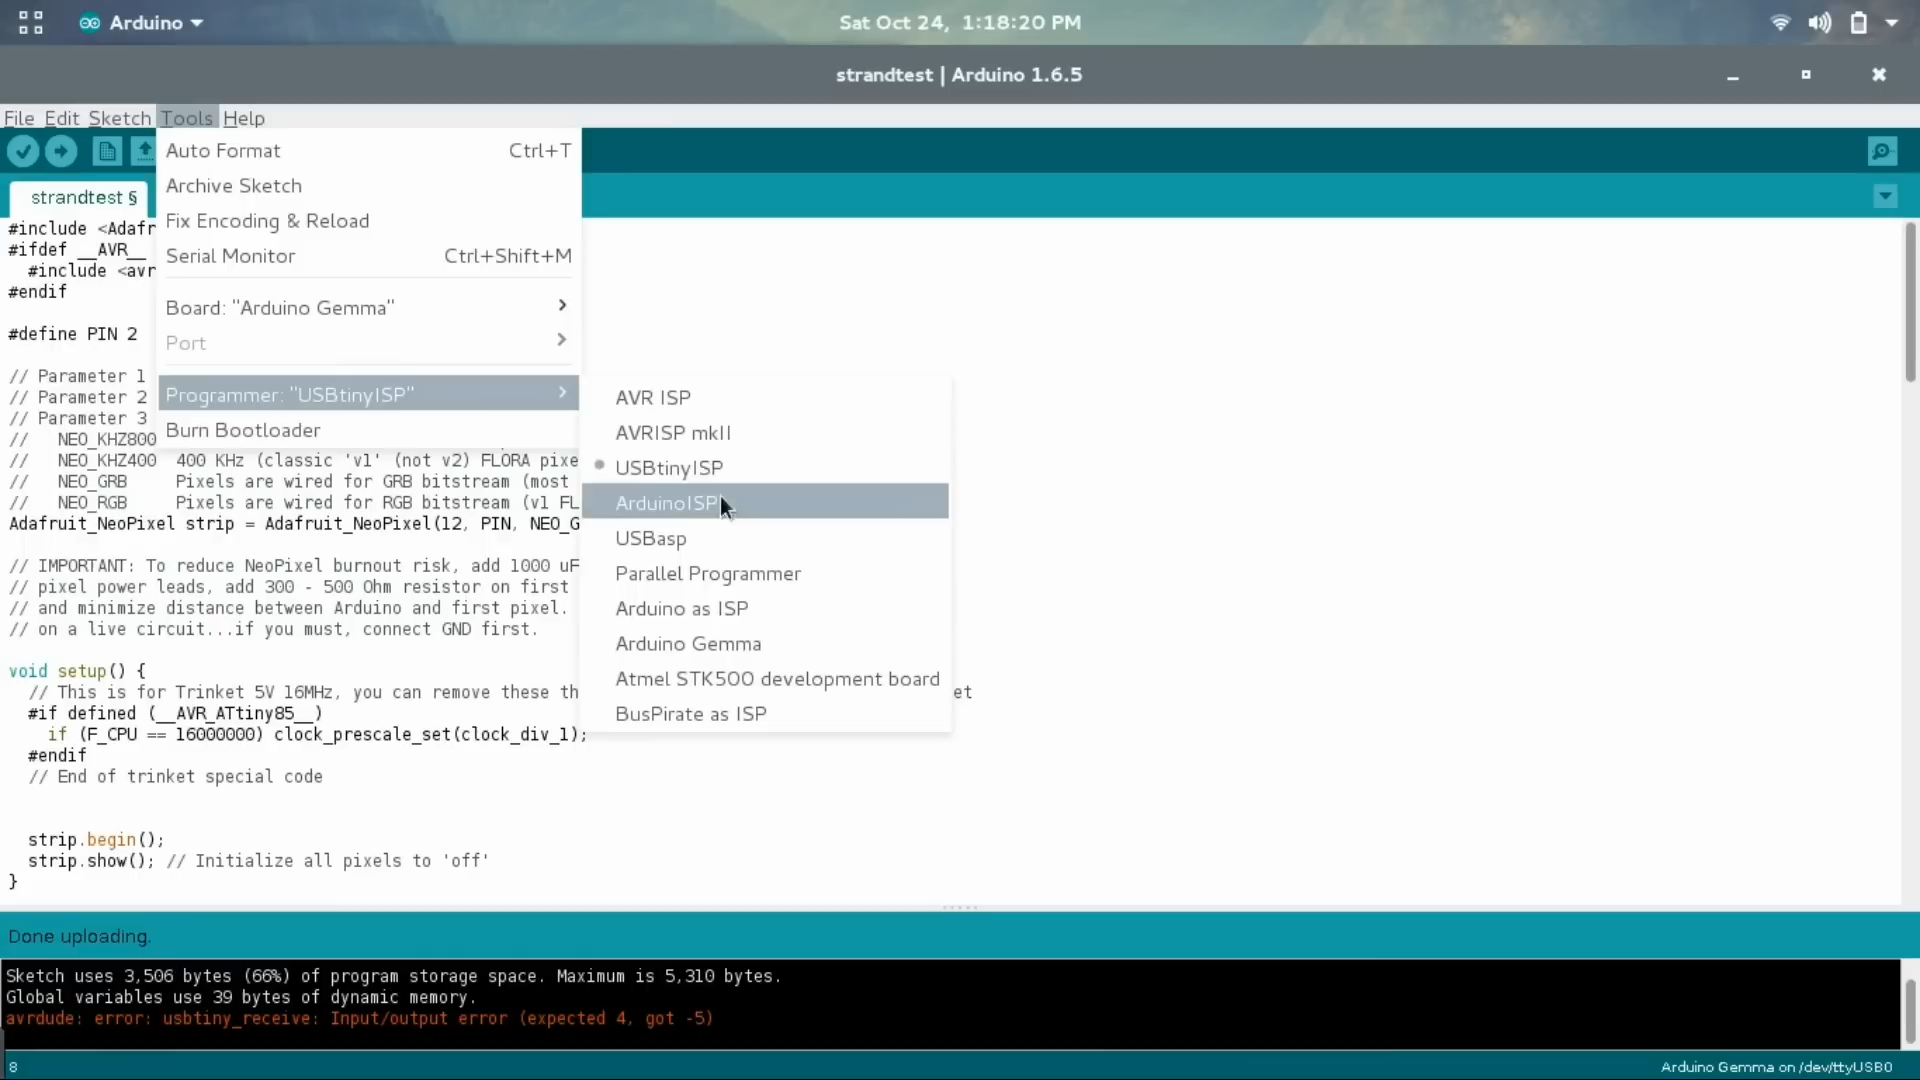 Arduino
Sat Oct 24, 1:18:20 PM
strandtest | Arduino 1.6.5
File Edit Sketch Tools Help
Auto Format Ctrl+T
Archive Sketch
Fix Encoding & Reload
Serial Monitor Ctrl+Shift+M
Board: "Arduino Gemma"
Port
Programmer: "USBtinyISP"
Burn Bootloader
AVR ISP
AVRISP mkII
USBtinyISP
ArduinoISP
USBasp
Parallel Programmer
Arduino as ISP
Arduino Gemma
Atmel STK500 development board
BusPirate as ISP
strandtest §
#include <Adafr
#ifdef __AVR__
#include <avr
#endif
#define PIN 2
// Parameter 1
// Parameter 2
// Parameter 3
// NEO_KHZ800
// NEO_KHZ400 400 KHz (classic 'v1' (not v2) FLORA pixe
// NEO_GRB Pixels are wired for GRB bitstream (most
// NEO_RGB Pixels are wired for RGB bitstream (v1 FL
Adafruit_NeoPixel strip = Adafruit_NeoPixel(12, PIN, NEO_G
// IMPORTANT: To reduce NeoPixel burnout risk, add 1000 uF
// pixel power leads, add 300 - 500 Ohm resistor on first
// and minimize distance between Arduino and first pixel.
// on a live circuit...if you must, connect GND first.
void setup() {
// This is for Trinket 5V 16MHz, you can remove these th et
#if defined (__AVR_ATtiny85__)
if (F_CPU == 16000000) clock_prescale_set(clock_div_1);
#endif
// End of trinket special code
strip.begin();
strip.show(); // Initialize all pixels to 'off'
}
Done uploading.
Sketch uses 3,506 bytes (66%) of program storage space. Maximum is 5,310 bytes.
Global variables use 39 bytes of dynamic memory.
avrdude: error: usbtiny_receive: Input/output error (expected 4, got -5)
8
Arduino Gemma on /dev/ttyUSB0